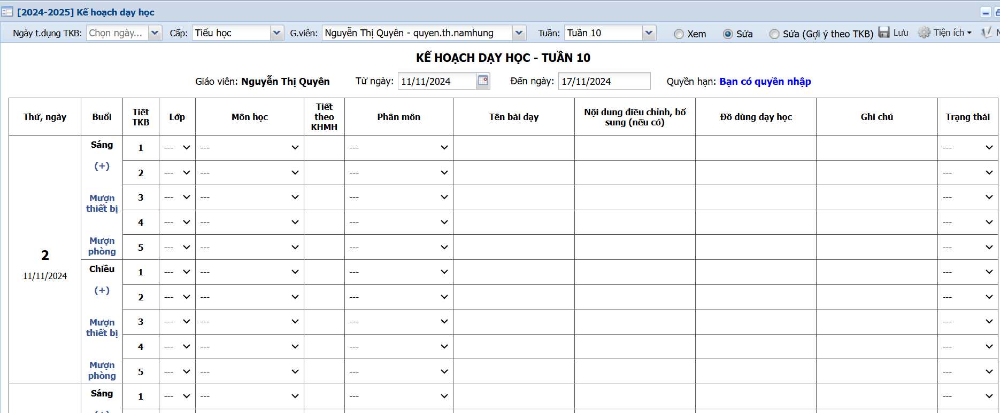 [2024-2025] Kế hoạch dạy học
Ngày t.dụng TKB: Chọn ngày... Cấp: Tiểu học G.viên: Nguyễn Thị Quyên - quyen.th.namhung Tuần: Tuần 10 Xem Sửa Sửa (Gợi ý theo TKB) Lưu Tiện ích
KẾ HOẠCH DẠY HỌC - TUẦN 10
Giáo viên: Nguyễn Thị Quyên Từ ngày: 11/11/2024 Đến ngày: 17/11/2024 Quyền hạn: Bạn có quyền nhập
Thứ, ngày Buổi Tiết TKB Lớp Môn học Tiết theo KHMH Phân môn Tên bài dạy Nội dung điều chỉnh, bổ sung (nếu có) Đồ dùng dạy học Ghi chú Trạng thái
2
11/11/2024
Sáng
(+)
Mượn thiết bị
Mượn phòng
1 --- --- --- ---
2 --- --- --- ---
3 --- --- --- ---
4 --- --- --- ---
5 --- --- --- ---
Chiều
(+)
Mượn thiết bị
Mượn phòng
1 --- --- --- ---
2 --- --- --- ---
3 --- --- --- ---
4 --- --- --- ---
5 --- --- --- ---
Sáng
1 --- --- --- ---